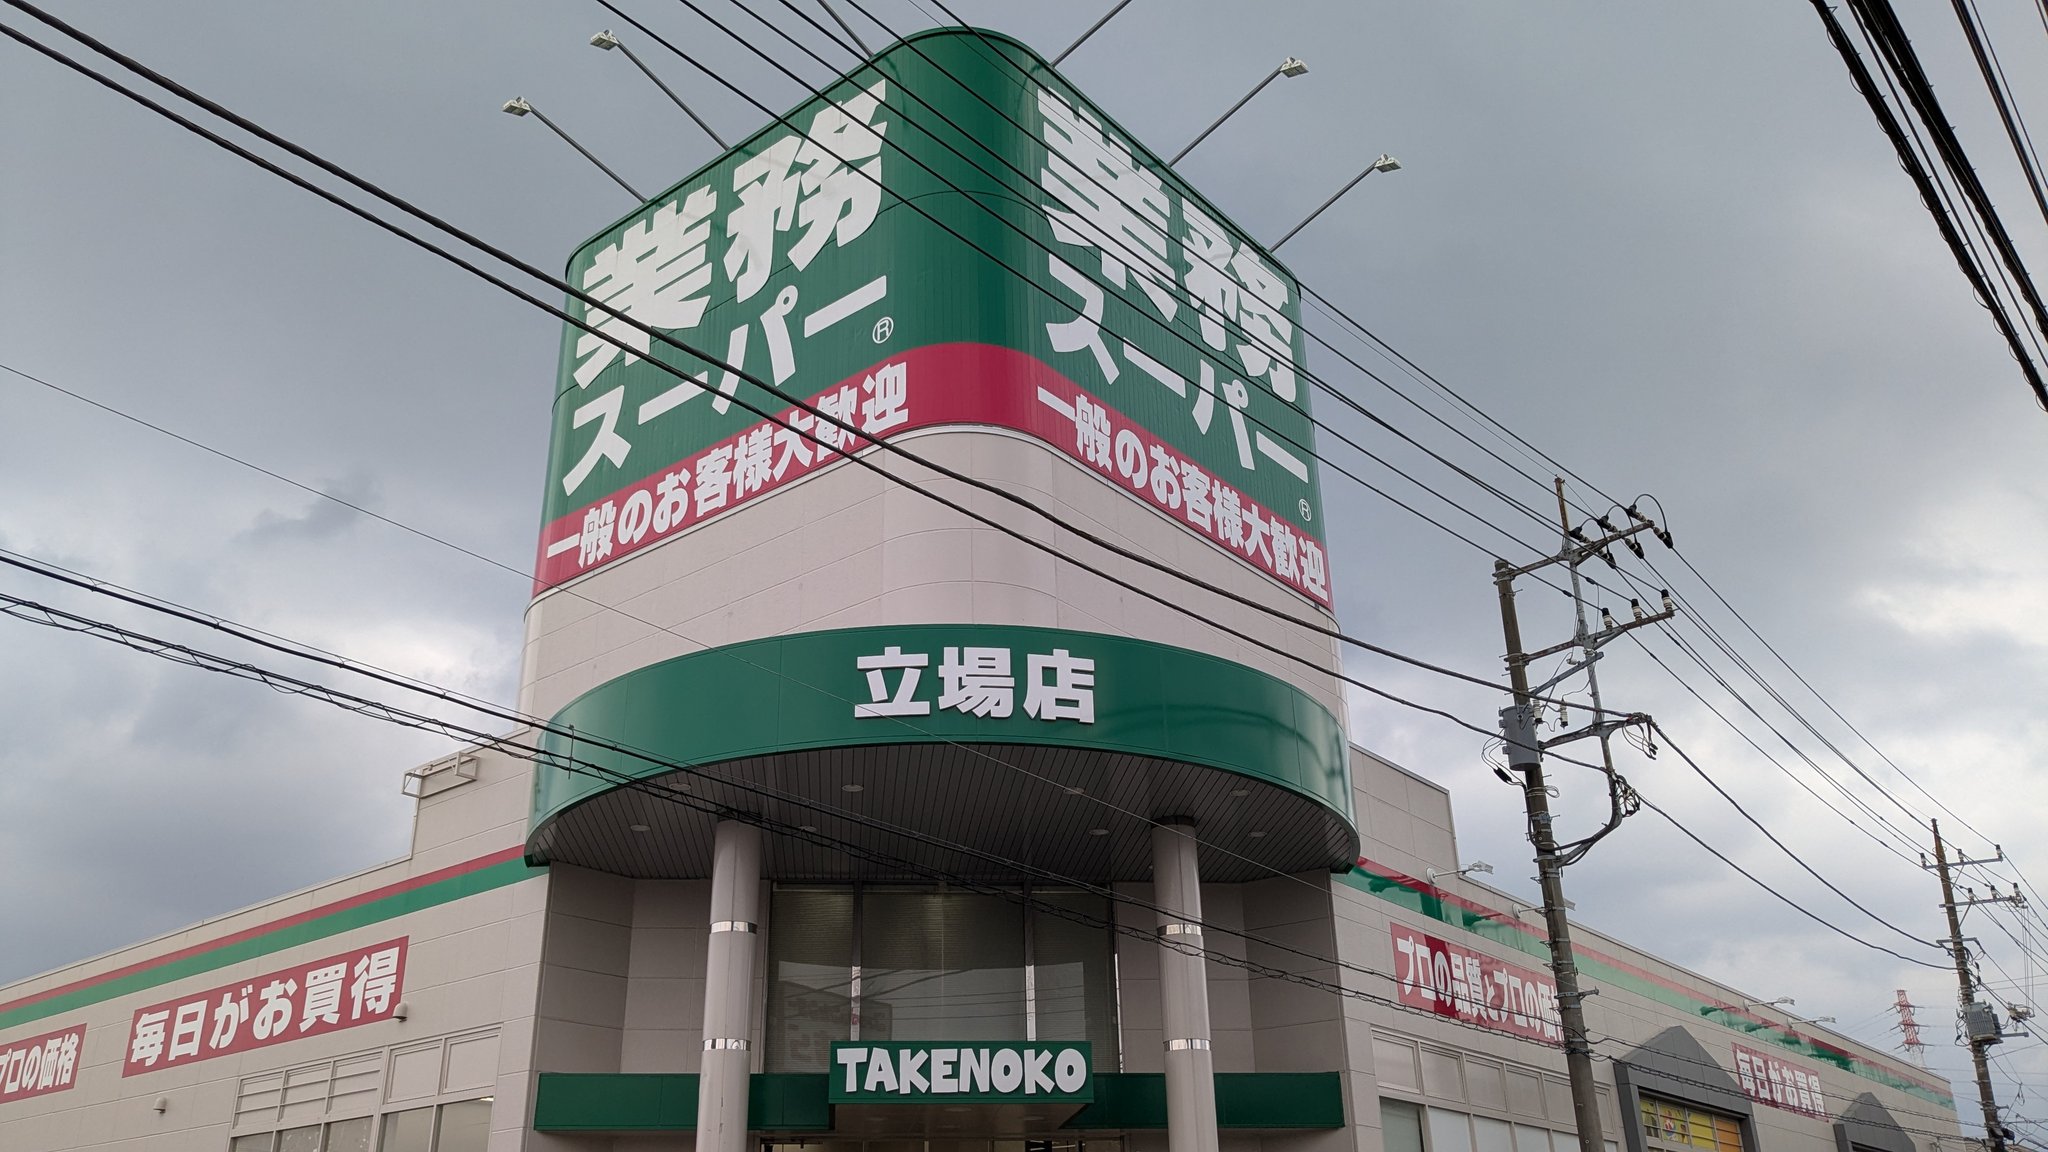 業務
スーパー®
一般のお客様大歓迎
業務
スーパー®
一般のお客様大歓迎
立場店
プロの価格
毎日がお買得
プロの品質とプロの価格
毎日がお買得
TAKENOKO